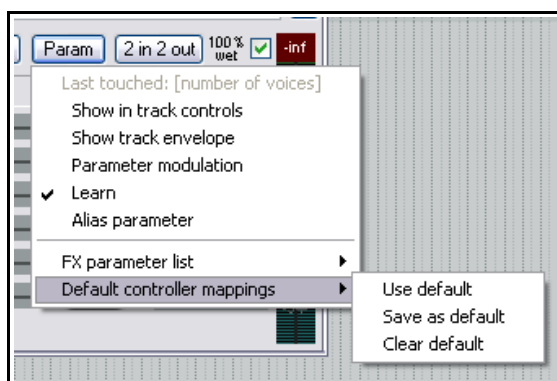 Param
2 in 2 out
100 %
wet
-inf
Last touched: [number of voices]
Show in track controls
Show track envelope
Parameter modulation
Learn
Alias parameter
FX parameter list
Default controller mappings
Use default
Save as default
Clear default